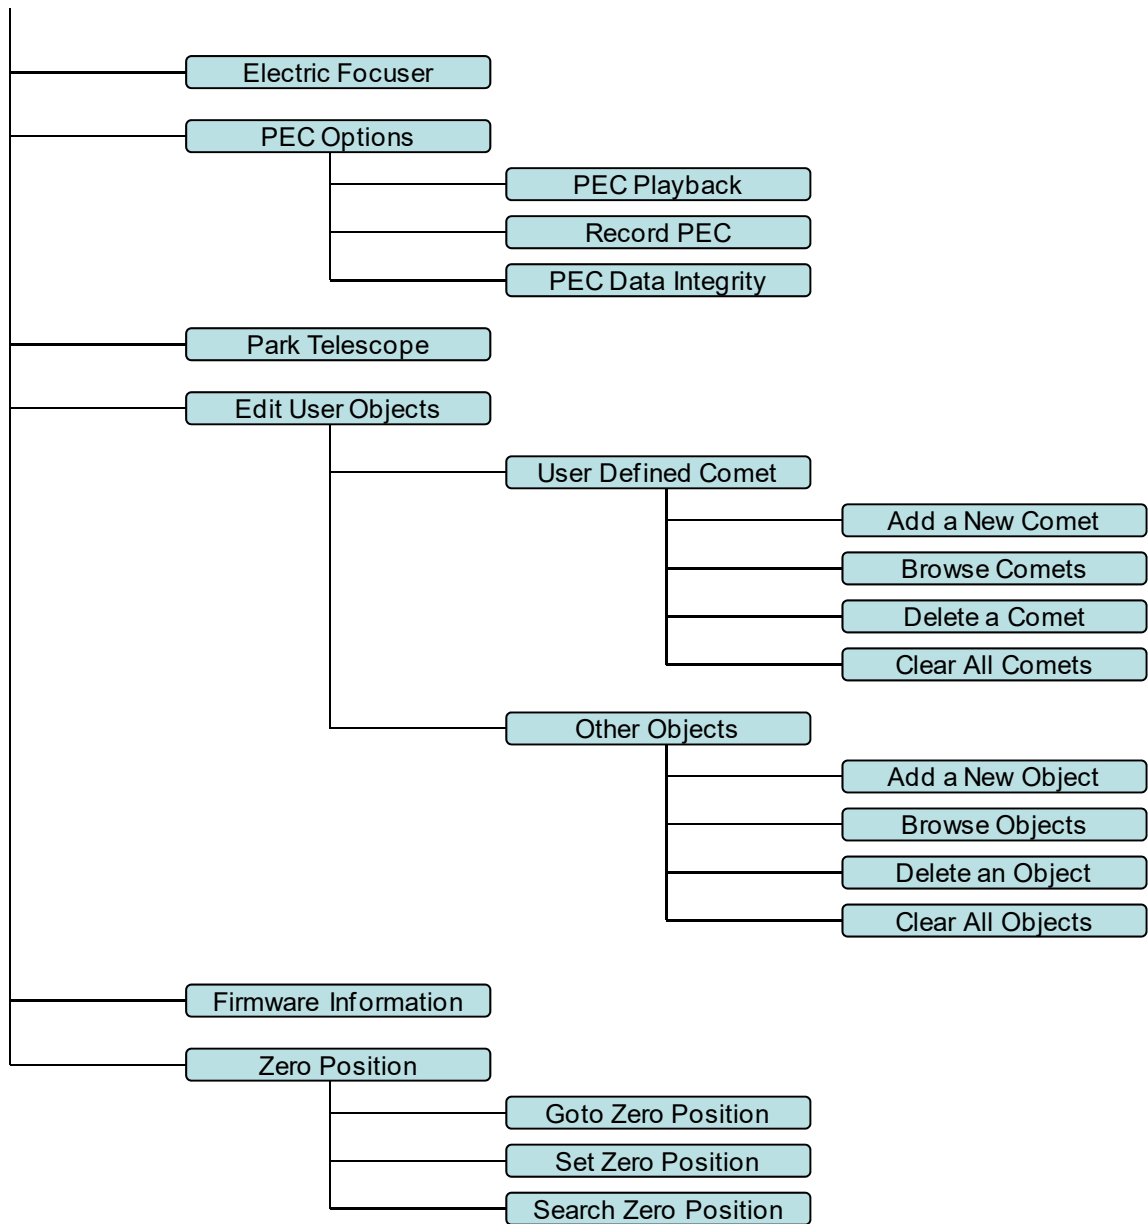 Electric Focuser
PEC Options
PEC Playback
Record PEC
PEC Data Integrity
Park Telescope
Edit User Objects
User Defined Comet
Add a New Comet
Browse Comets
Delete a Comet
Clear All Comets
Other Objects
Add a New Object
Browse Objects
Delete an Object
Clear All Objects
Firmware Information
Zero Position
Goto Zero Position
Set Zero Position
Search Zero Position